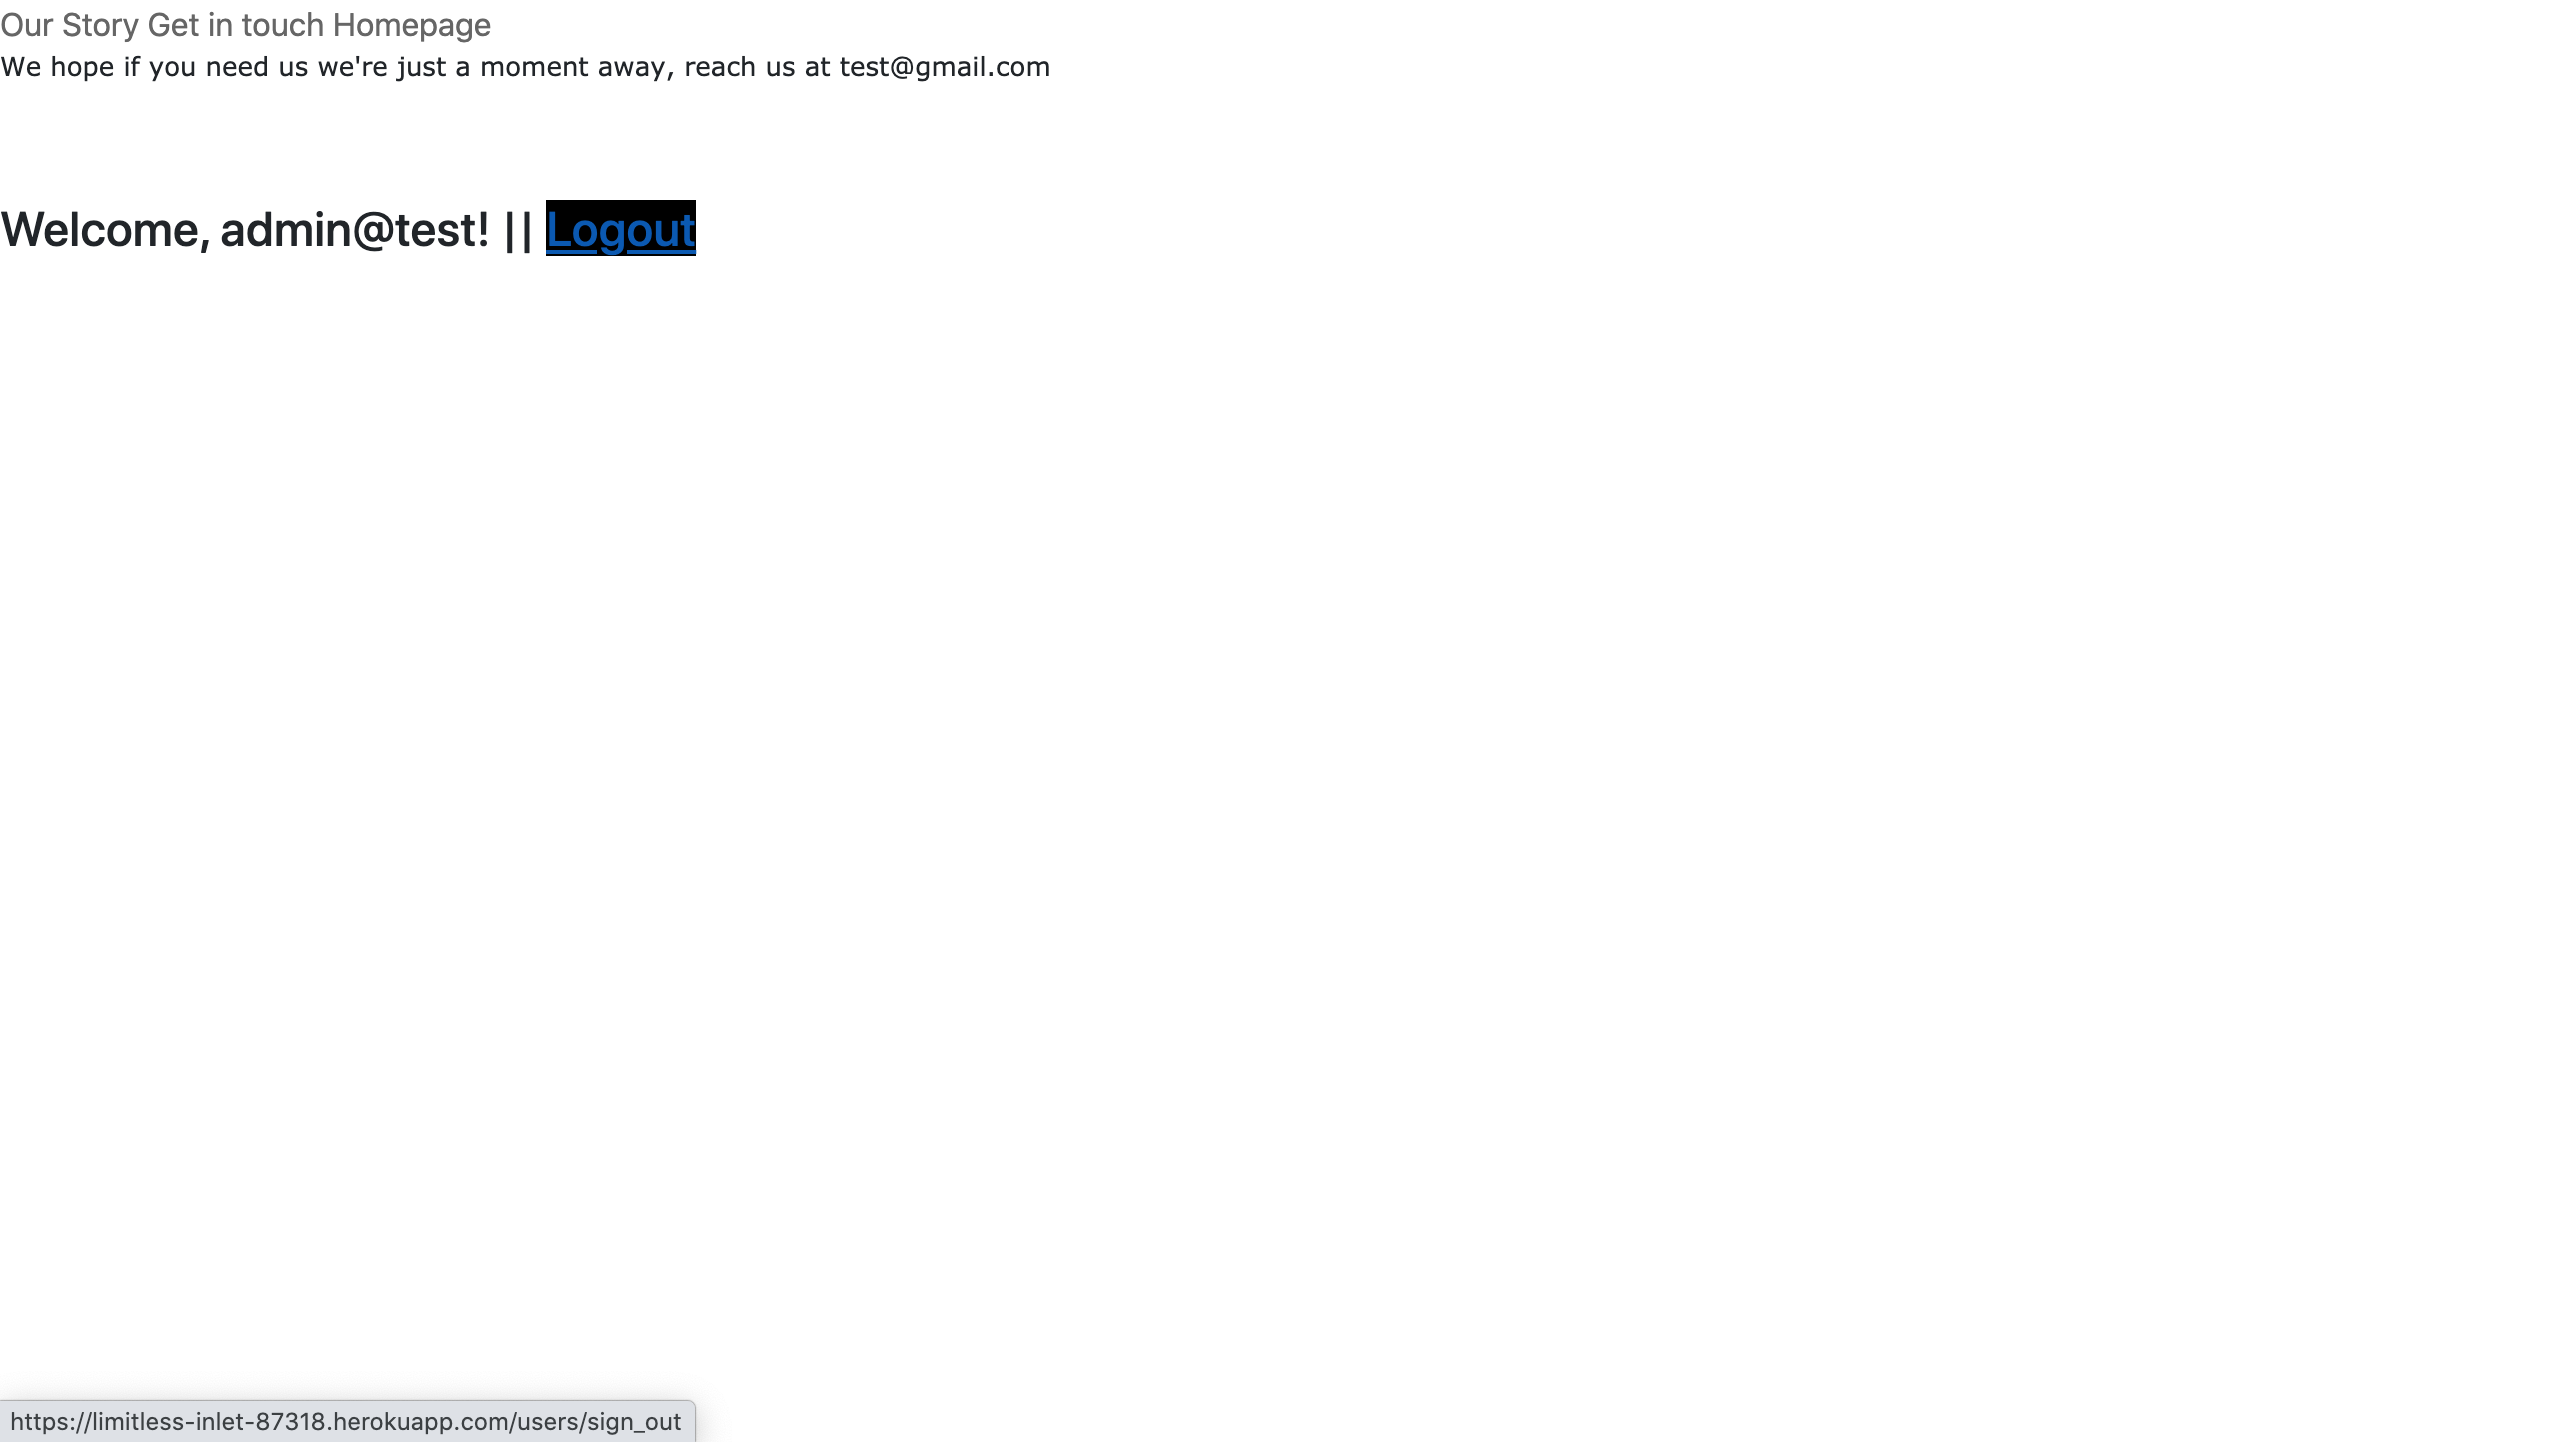 Our Story Get in touch Homepage
We hope if you need us we're just a moment away, reach us at test@gmail.com
Welcome, admin@test! || Logout
https://limitless-inlet-87318.herokuapp.com/users/sign_out